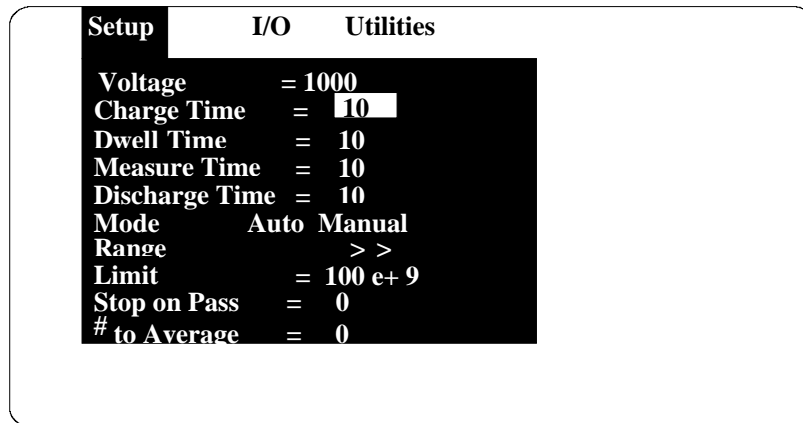 Setup I/O Utilities
Voltage = 1000
Charge Time = 10
Dwell Time = 10
Measure Time = 10
Discharge Time = 10
Mode Auto Manual
Range > >
Limit = 100 e+ 9
Stop on Pass = 0
# to Average = 0